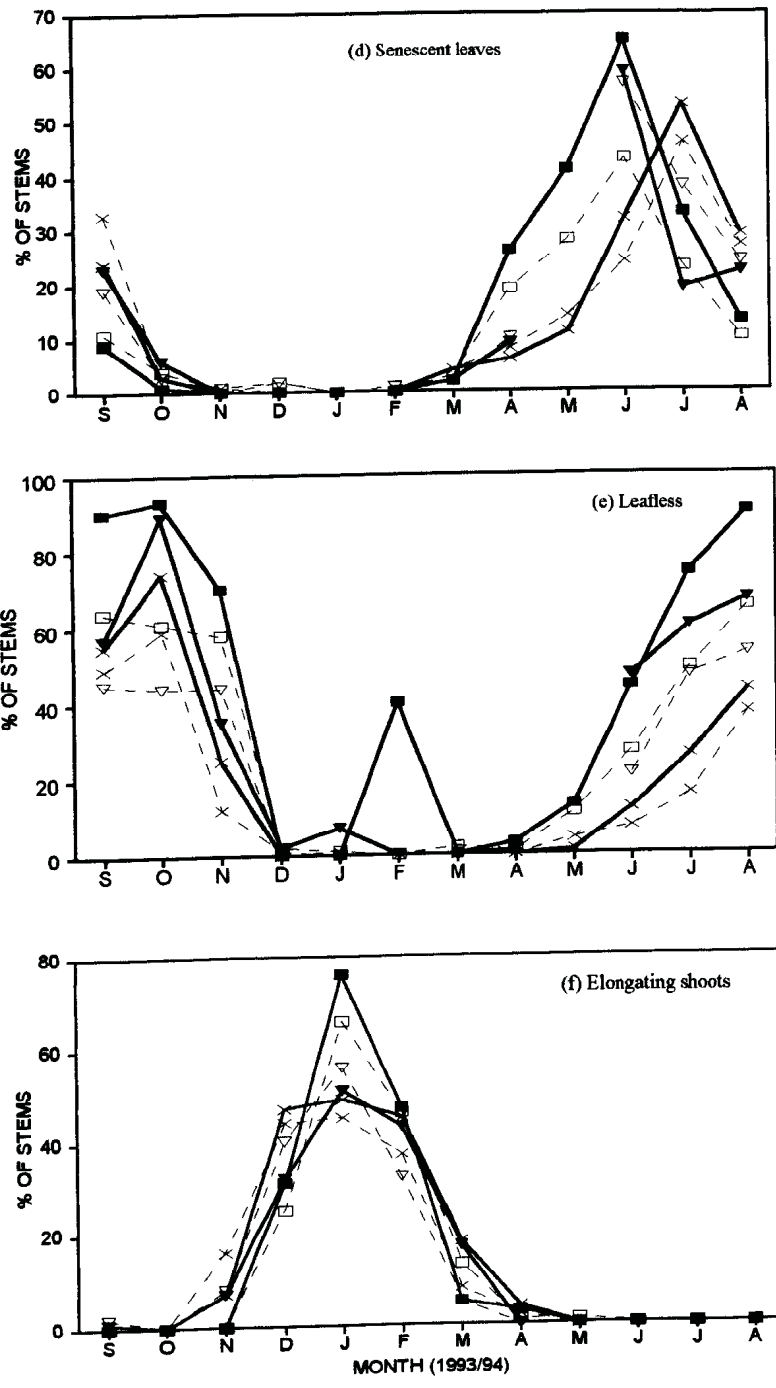 (d) Senescent leaves
% OF STEMS
70
60
50
40
30
20
10
0
S O N D J F M A M J J A
(e) Leafless
% OF STEMS
100
80
60
40
20
0
S O N D J F M A M J J A
(f) Elongating shoots
% OF STEMS
80
60
40
20
0
S O N D J F M A M J J A
MONTH (1993/94)